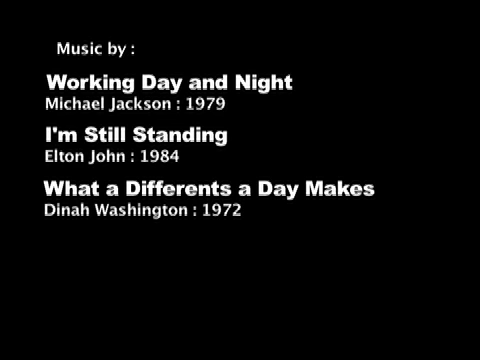 Music by :
Working Day and Night
Michael Jackson : 1979
I'm Still Standing
Elton John : 1984
What a Differents a Day Makes
Dinah Washington : 1972